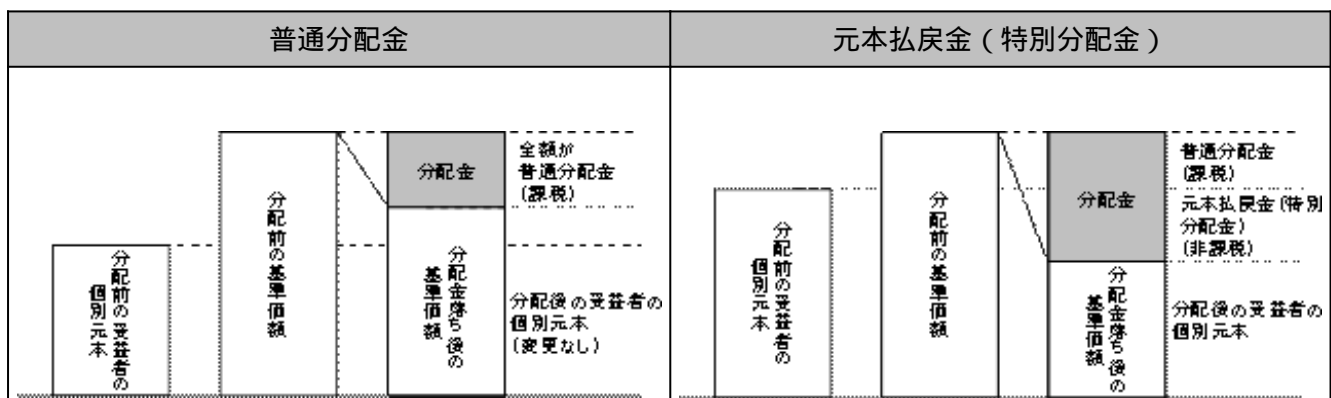 普通分配金
元本払戻金（特別分配金）
分配前の受益者の
個別元本
分配前の基準価額
分配金
分配金落ち後の
基準価額
全額が
普通分配金
(課税)
分配後の受益者の
個別元本
(変更なし)
分配前の受益者の
個別元本
分配前の基準価額
分配金
分配金落ち後の
基準価額
普通分配金
(課税)
元本払戻金(特別
分配金)
(非課税)
分配後の受益者の
個別元本